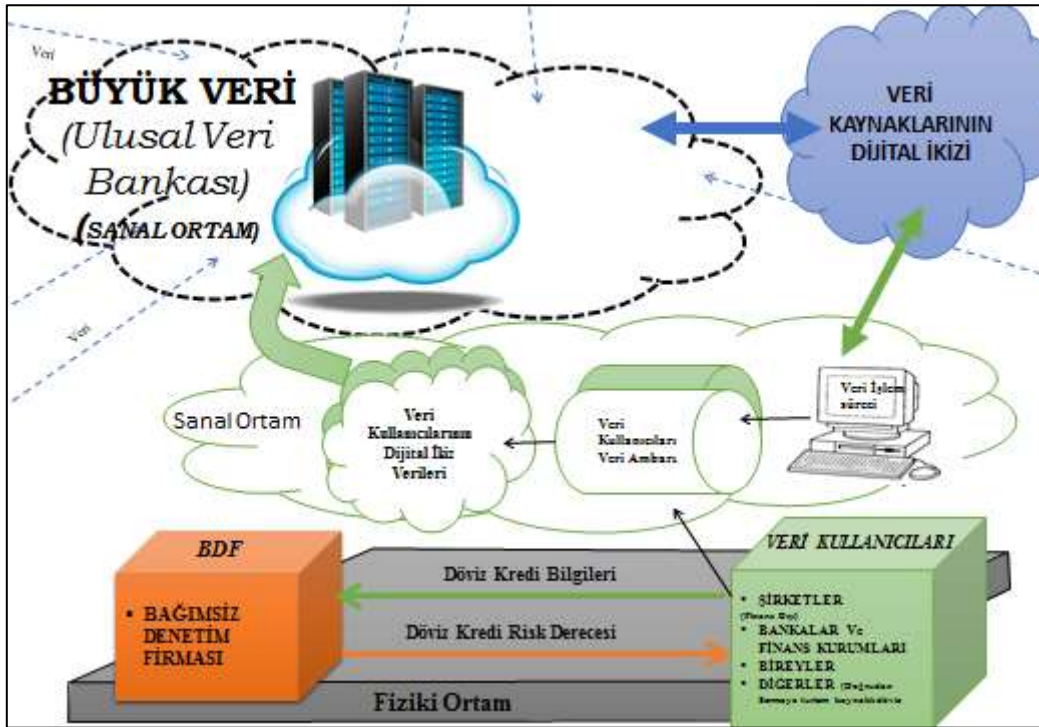 Veri
BÜYÜK VERİ
(Ulusal Veri
Bankası)
(SANAL ORTAM)
Veri
VERİ
KAYNAKLARININ
DİJİTAL İKİZİ
Sanal Ortam
Veri
Kullanıcılarının
Dijital İkiz
Verileri
Veri
Kullanıcıları
Veri Ambarı
Veri İşlem
süreci
BDF
• BAĞIMSIZ
DENETİM
FİRMASI
Döviz Kredi Bilgileri
Döviz Kredi Risk Derecesi
Fiziki Ortam
VERİ KULLANICILARI
• ŞİRKETLER
(Finans Dışı)
• BANKALAR Ve
FİNANS KURUMLARI
• BİREYLER
• DİĞERLER